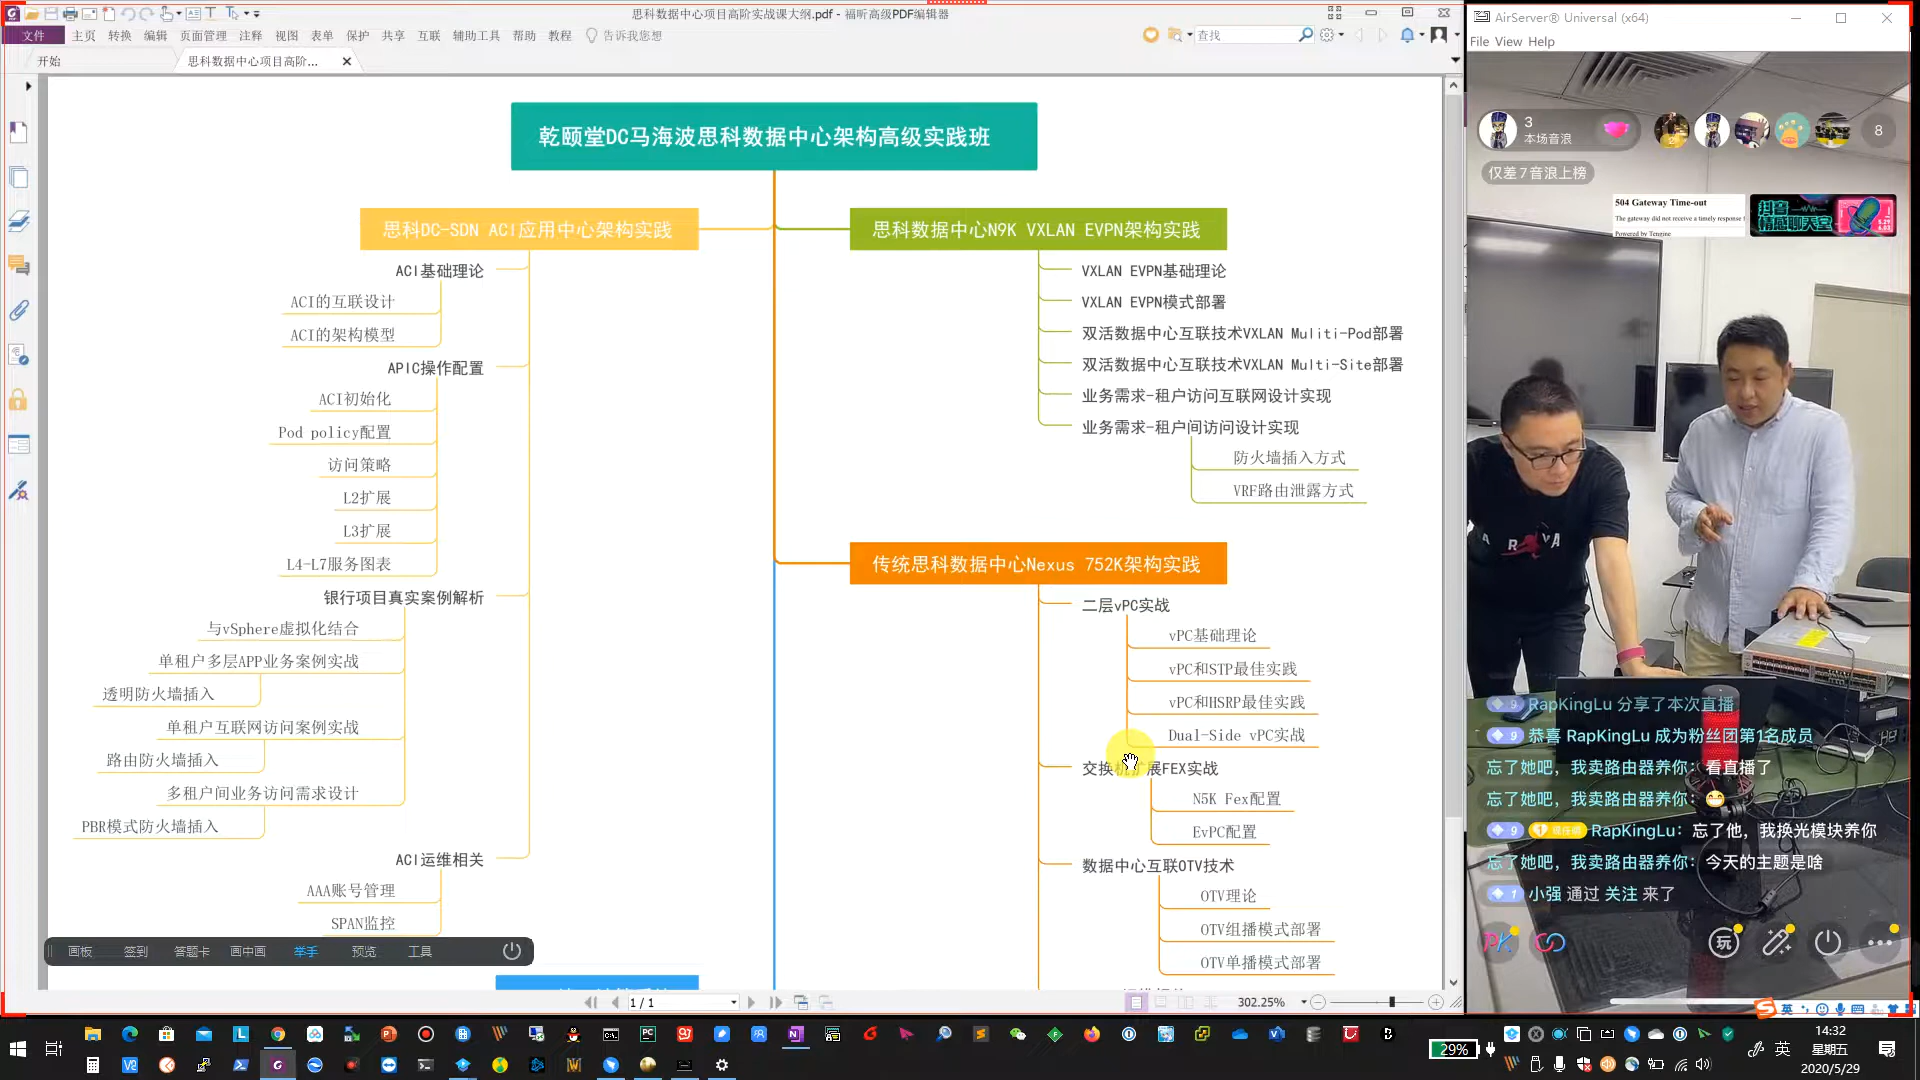 思科数据中心项目高阶实战课大纲.pdf - 福昕高级PDF编辑器
文件 主页 转换 编辑 页面管理 注释 视图 表单 保护 共享 互联 辅助工具 帮助 教程 告诉我您想
查找
开始
思科数据中心项目高阶...
乾颐堂DC马海波思科数据中心架构高级实践班
思科DC-SDN ACI应用中心架构实践
ACI基础理论
ACI的互联设计
ACI的架构模型
APIC操作配置
ACI初始化
Pod policy配置
访问策略
L2扩展
L3扩展
L4-L7服务图表
银行项目真实案例解析
与vSphere虚拟化结合
单租户多层APP业务案例实战
透明防火墙插入
单租户互联网访问案例实战
路由防火墙插入
多租户间业务访问需求设计
PBR模式防火墙插入
ACI运维相关
AAA账号管理
SPAN监控
思科数据中心N9K VXLAN EVPN架构实践
VXLAN EVPN基础理论
VXLAN EVPN模式部署
双活数据中心互联技术VXLAN Muliti-Pod部署
双活数据中心互联技术VXLAN Multi-Site部署
业务需求-租户访问互联网设计实现
业务需求-租户间访问设计实现
防火墙插入方式
VRF路由泄露方式
传统思科数据中心Nexus 752K架构实践
二层vPC实战
vPC基础理论
vPC和STP最佳实践
vPC和HSRP最佳实践
Dual-Side vPC实战
交换机扩展FEX实战
N5K Fex配置
EvPC配置
数据中心互联OTV技术
OTV理论
OTV组播模式部署
OTV单播模式部署
画板 签到 答题卡 画中画 举手 预览 工具
1 / 1
302.25%
AirServer® Universal (x64)
File View Help
3
本场音浪
8
仅差7音浪上榜
504 Gateway Time-out
The gateway did not receive a timely response f
Powered by Tengine
抖音
情感聊天室
9 RapKingLu 分享了本次直播
9 恭喜 RapKingLu 成为粉丝团第1名成员
忘了她吧，我卖路由器养你：看直播了
忘了她吧，我卖路由器养你：
9 RapKingLu：忘了他，我换光模块养你
忘了她吧，我卖路由器养你：今天的主题是啥
1 小强 通过 关注 来了
PK
玩
英
29%
英
14:32
星期五
2020/5/29